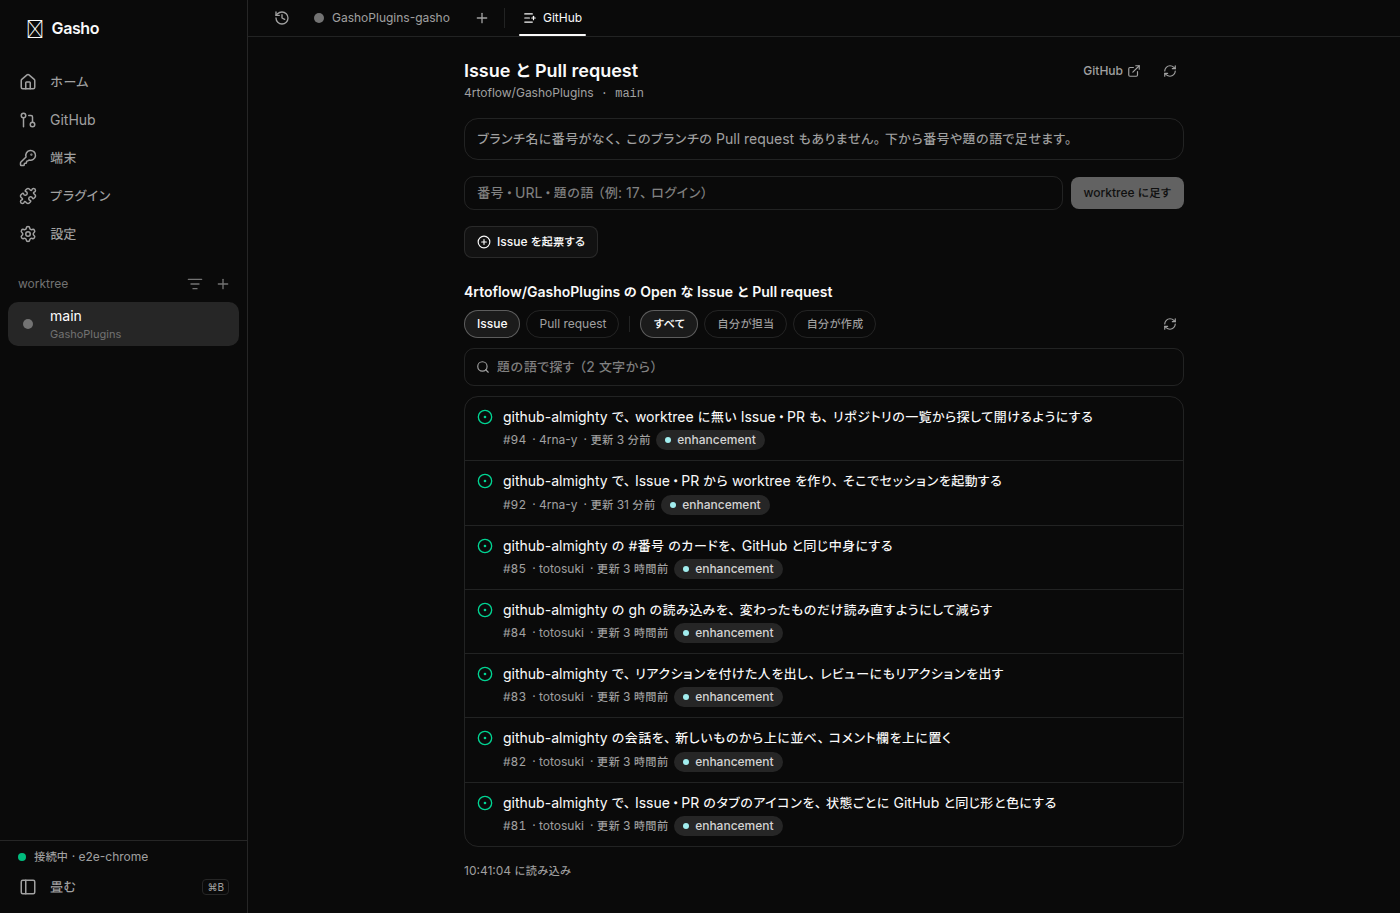 Gasho
ホーム
GitHub
端末
プラグイン
設定
worktree
main
GashoPlugins
接続中 · e2e-chrome
畳む
⌘B
GashoPlugins-gasho
GitHub
Issue と Pull request
GitHub
4rtoflow/GashoPlugins · main
ブランチ名に番号がなく、このブランチの Pull request もありません。下から番号や題の語で足せます。
番号・URL・題の語（例: 17、ログイン）
worktree に足す
Issue を起票する
4rtoflow/GashoPlugins の Open な Issue と Pull request
Issue
Pull request
すべて
自分が担当
自分が作成
題の語で探す（2 文字から）
github-almighty で、worktree に無い Issue・PR も、リポジトリの一覧から探して開けるようにする
#94 · 4rna-y · 更新 3 分前 enhancement
github-almighty で、Issue・PR から worktree を作り、そこでセッションを起動する
#92 · 4rna-y · 更新 31 分前 enhancement
github-almighty の #番号 のカードを、GitHub と同じ中身にする
#85 · totosuki · 更新 3 時間前 enhancement
github-almighty の gh の読み込みを、変わったものだけ読み直すようにして減らす
#84 · totosuki · 更新 3 時間前 enhancement
github-almighty で、リアクションを付けた人を出し、レビューにもリアクションを出す
#83 · totosuki · 更新 3 時間前 enhancement
github-almighty の会話を、新しいものから上に並べ、コメント欄を上に置く
#82 · totosuki · 更新 3 時間前 enhancement
github-almighty で、Issue・PR のタブのアイコンを、状態ごとに GitHub と同じ形と色にする
#81 · totosuki · 更新 3 時間前 enhancement
10:41:04 に読み込み